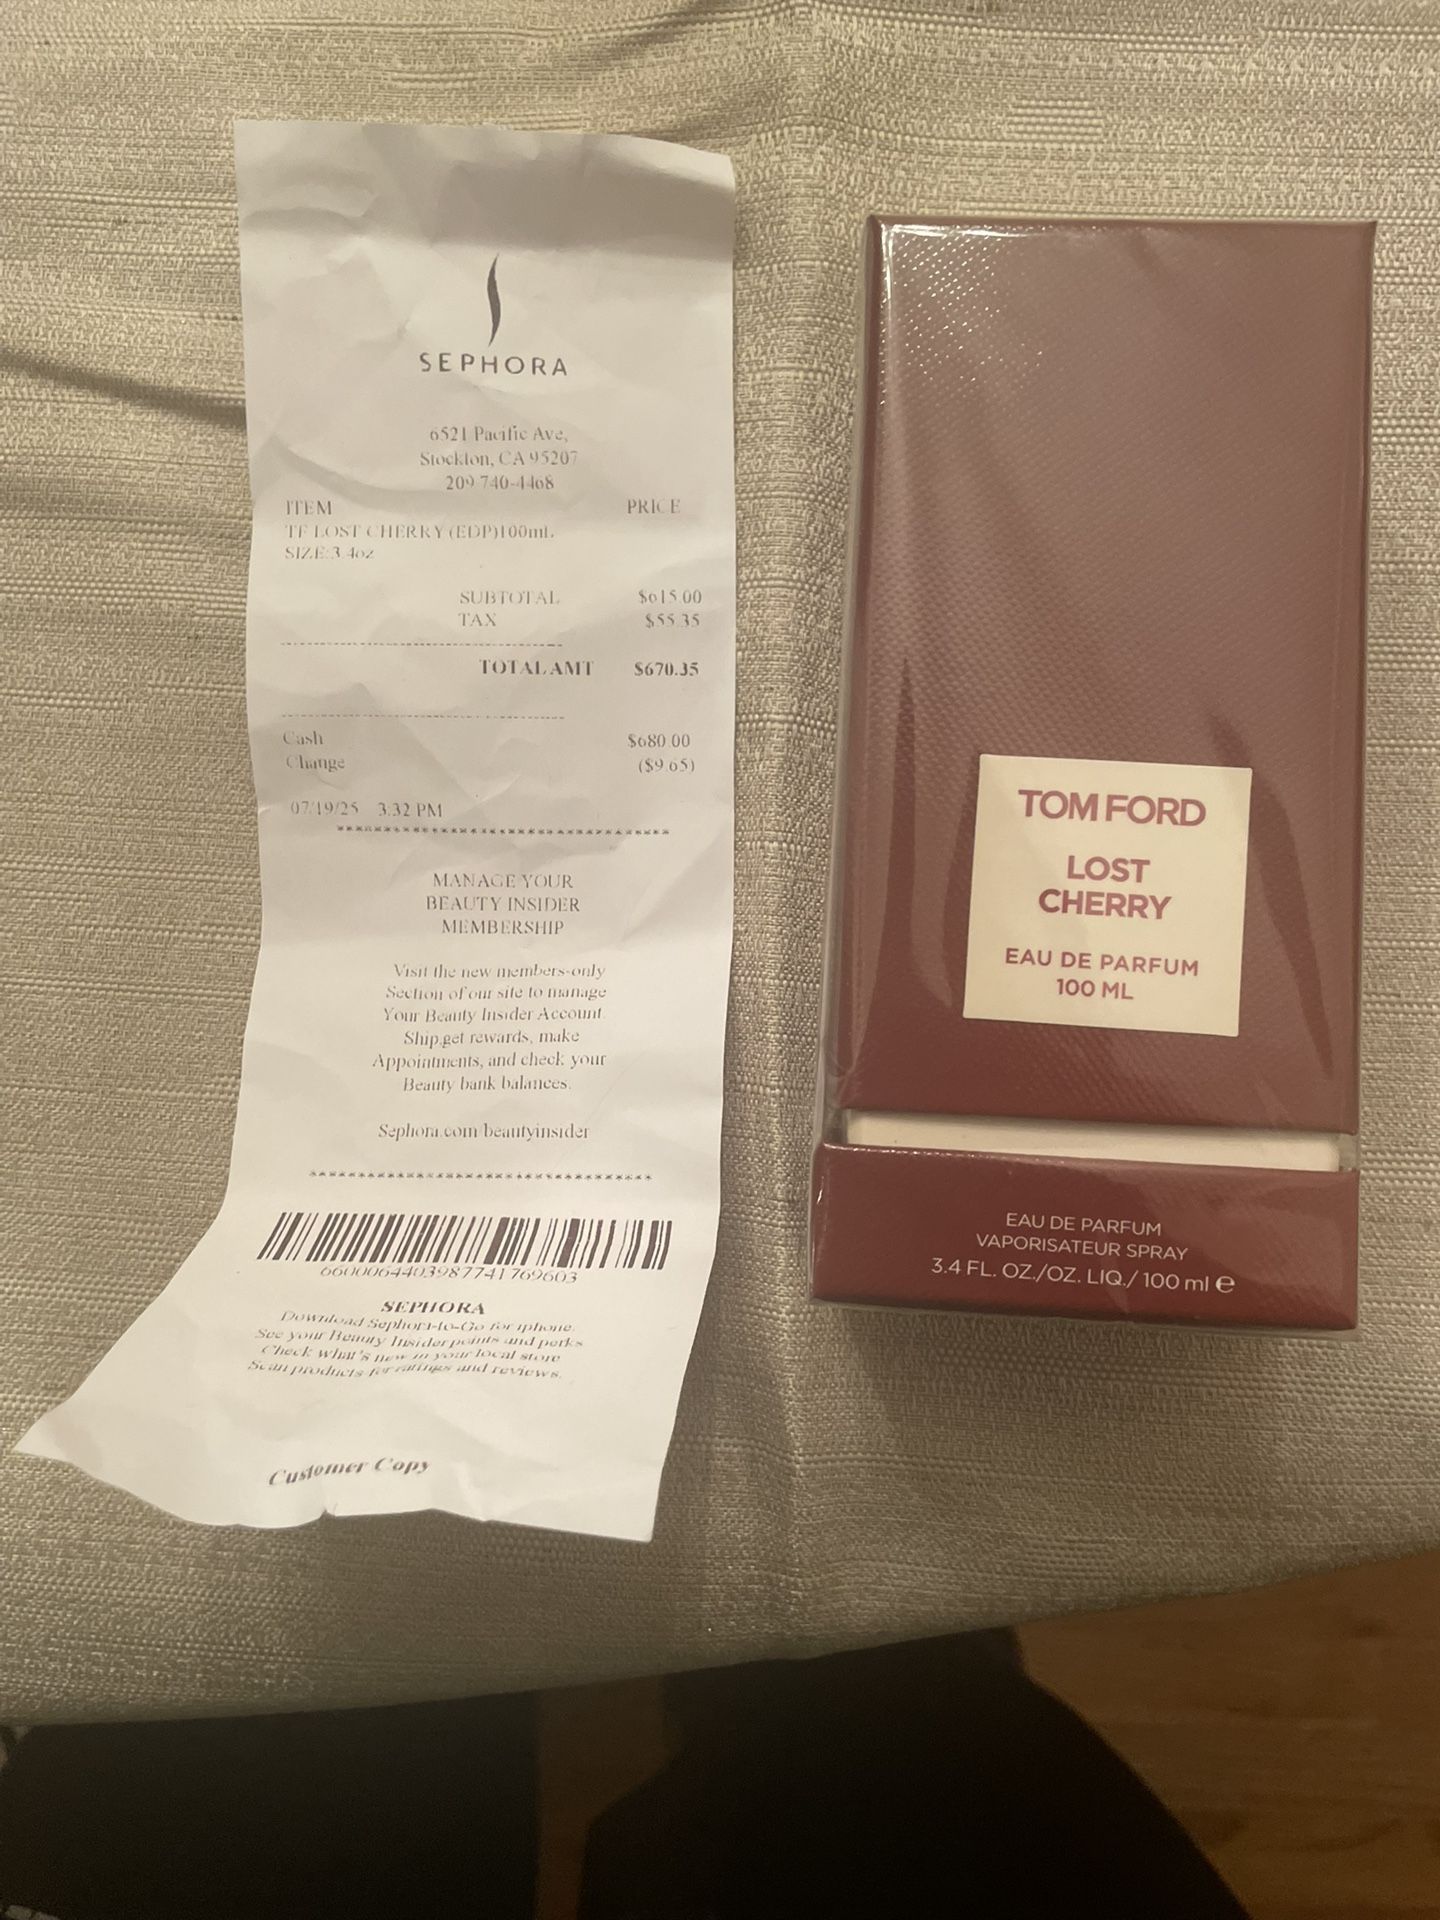 SEPHORA
6521 Pacific Ave,
Stockton, CA 95207
209 740-4468
ITEM PRICE
TF LOST CHERRY (EDP)100mL
SIZE:3.4oz
SUBTOTAL $615.00
TAX $55.35
TOTAL AMT $670.35
Cash $680.00
Change ($9.65)
07/19/25 3:32 PM
*****************************************
MANAGE YOUR
BEAUTY INSIDER
MEMBERSHIP
Visit the new members-only
Section of our site to manage
Your Beauty Insider Account.
Ship,get rewards, make
Appointments, and check your
Beauty bank balances.
Sephora.com/beautyinsider
*****************************************
6600064403987741769603
SEPHORA
Download Sephora-to-Go for iphone.
See your Beauty Insider points and perks
Check what's new in your local store
Scan products for ratings and reviews.
Customer Copy
TOM FORD
LOST
CHERRY
EAU DE PARFUM
100 ML
EAU DE PARFUM
VAPORISATEUR SPRAY
3.4 FL. OZ./OZ. LIQ./ 100 ml e